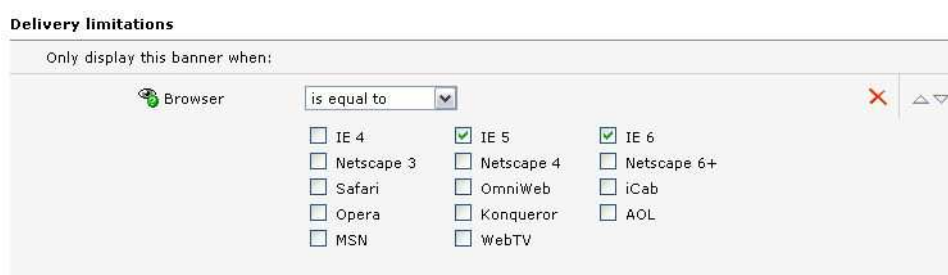 Delivery limitations
Only display this banner when:
Browser is equal to
IE 4 IE 5 IE 6
Netscape 3 Netscape 4 Netscape 6+
Safari OmniWeb iCab
Opera Konqueror AOL
MSN WebTV